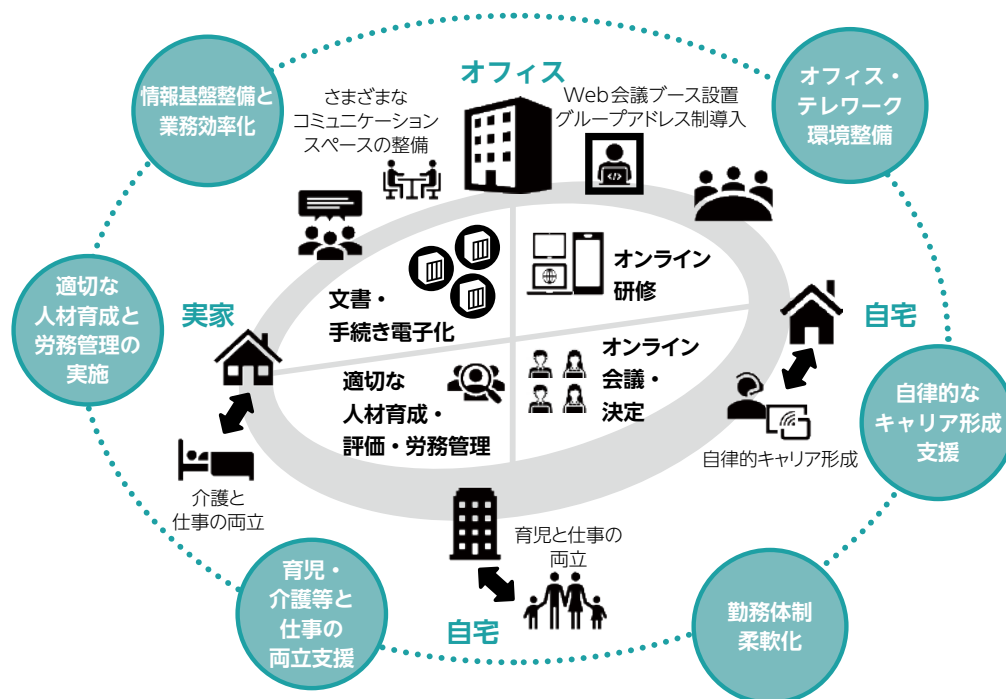 オフィス
情報基盤整備と
業務効率化
さまざまな
コミュニケーション
スペースの整備
Web会議ブース設置
グループアドレス制導入
オフィス・
テレワーク
環境整備
適切な
人材育成と
労務管理の
実施
実家
文書・
手続き電子化
オンライン
研修
自宅
適切な
人材育成・
評価・労務管理
オンライン
会議・
決定
自律的キャリア形成
自律的な
キャリア形成
支援
介護と
仕事の両立
育児と仕事の
両立
自宅
育児・
介護等と
仕事の
両立支援
勤務体制
柔軟化